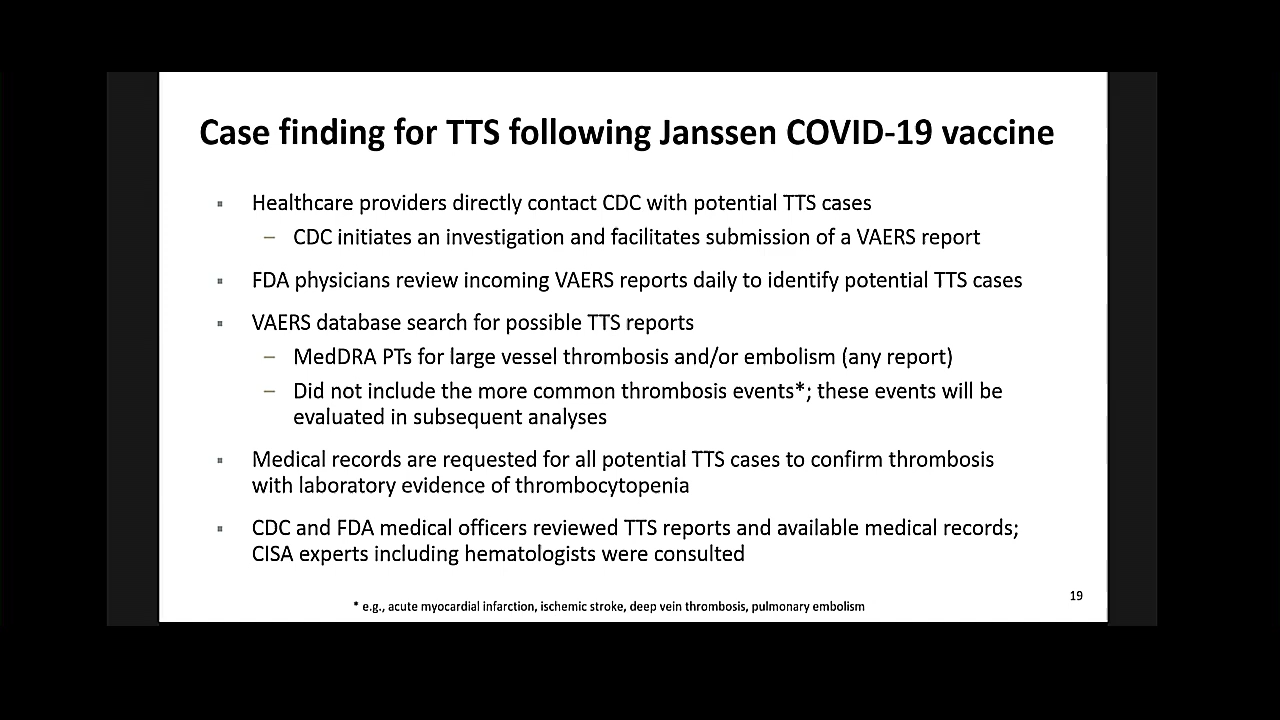 Case finding for TTS following Janssen COVID-19 vaccine
▪ Healthcare providers directly contact CDC with potential TTS cases
– CDC initiates an investigation and facilitates submission of a VAERS report
▪ FDA physicians review incoming VAERS reports daily to identify potential TTS cases
▪ VAERS database search for possible TTS reports
– MedDRA PTs for large vessel thrombosis and/or embolism (any report)
– Did not include the more common thrombosis events*; these events will be
evaluated in subsequent analyses
▪ Medical records are requested for all potential TTS cases to confirm thrombosis
with laboratory evidence of thrombocytopenia
▪ CDC and FDA medical officers reviewed TTS reports and available medical records;
CISA experts including hematologists were consulted
* e.g., acute myocardial infarction, ischemic stroke, deep vein thrombosis, pulmonary embolism
19